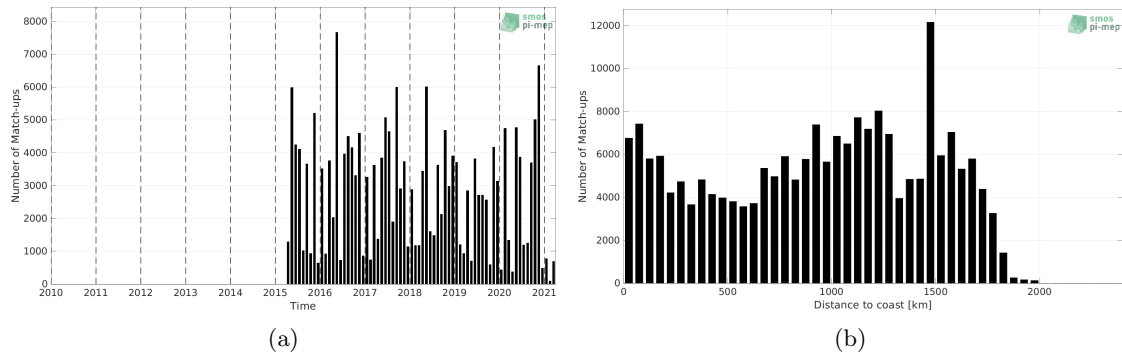 smos
pi-mep
Number of Match-ups
8000
7000
6000
5000
4000
3000
2000
1000
0
2010 2011 2012 2013 2014 2015 2016 2017 2018 2019 2020 2021
Time
(a)
smos
pi-mep
Number of Match-ups
12000
10000
8000
6000
4000
2000
0
0 500 1000 1500 2000
Distance to coast [km]
(b)